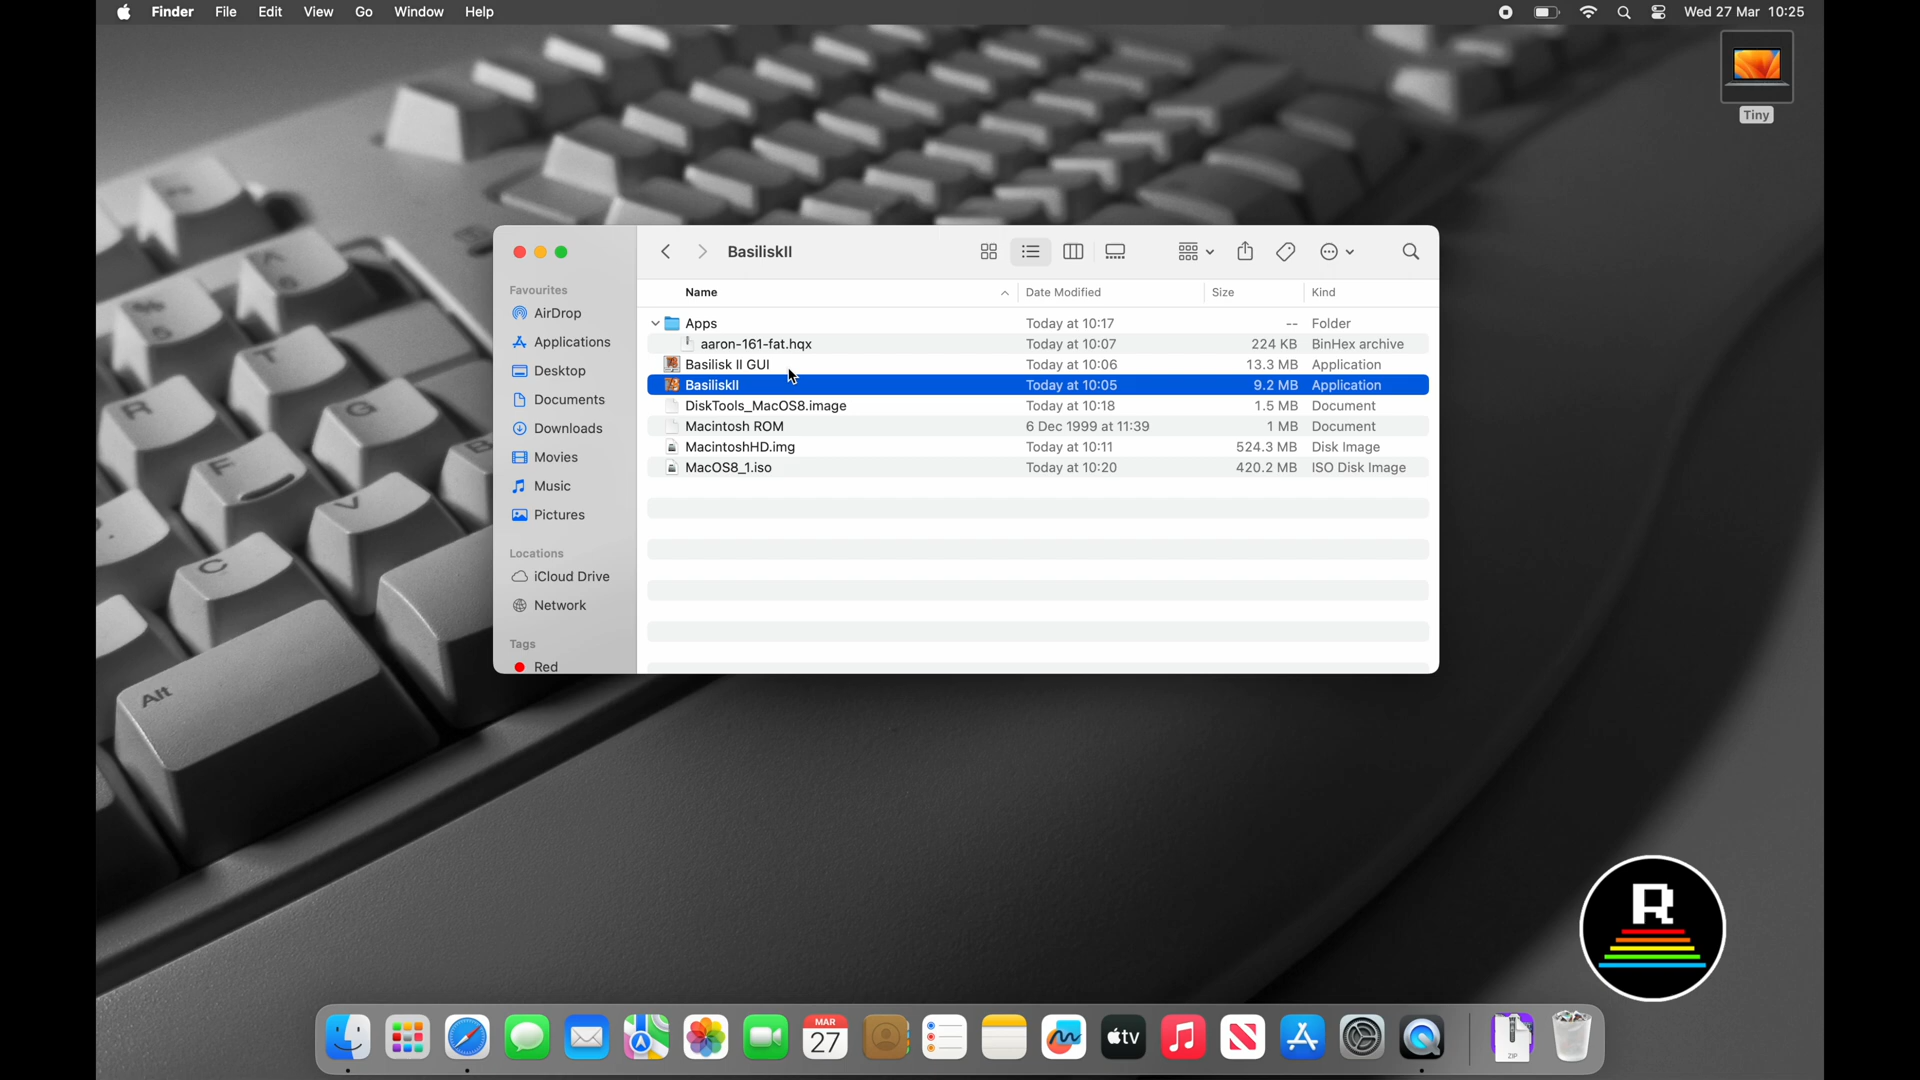 Finder File Edit View Go Window Help Wed 27 Mar 10:25
Tiny
BasiliskII
Favourites
AirDrop
Applications
Desktop
Documents
Downloads
Movies
Music
Pictures
Locations
iCloud Drive
Network
Tags
Red
Name Date Modified Size Kind
Apps Today at 10:17 -- Folder
aaron-161-fat.hqx Today at 10:07 224 KB BinHex archive
Basilisk II GUI Today at 10:06 13.3 MB Application
BasiliskII Today at 10:05 9.2 MB Application
DiskTools_MacOS8.image Today at 10:18 1.5 MB Document
Macintosh ROM 6 Dec 1999 at 11:39 1 MB Document
MacintoshHD.img Today at 10:11 524.3 MB Disk Image
MacOS8_1.iso Today at 10:20 420.2 MB ISO Disk Image
% 5
^ 6
R
T
G
F
V
C
Alt
R
MAR
27
tv
ZIP